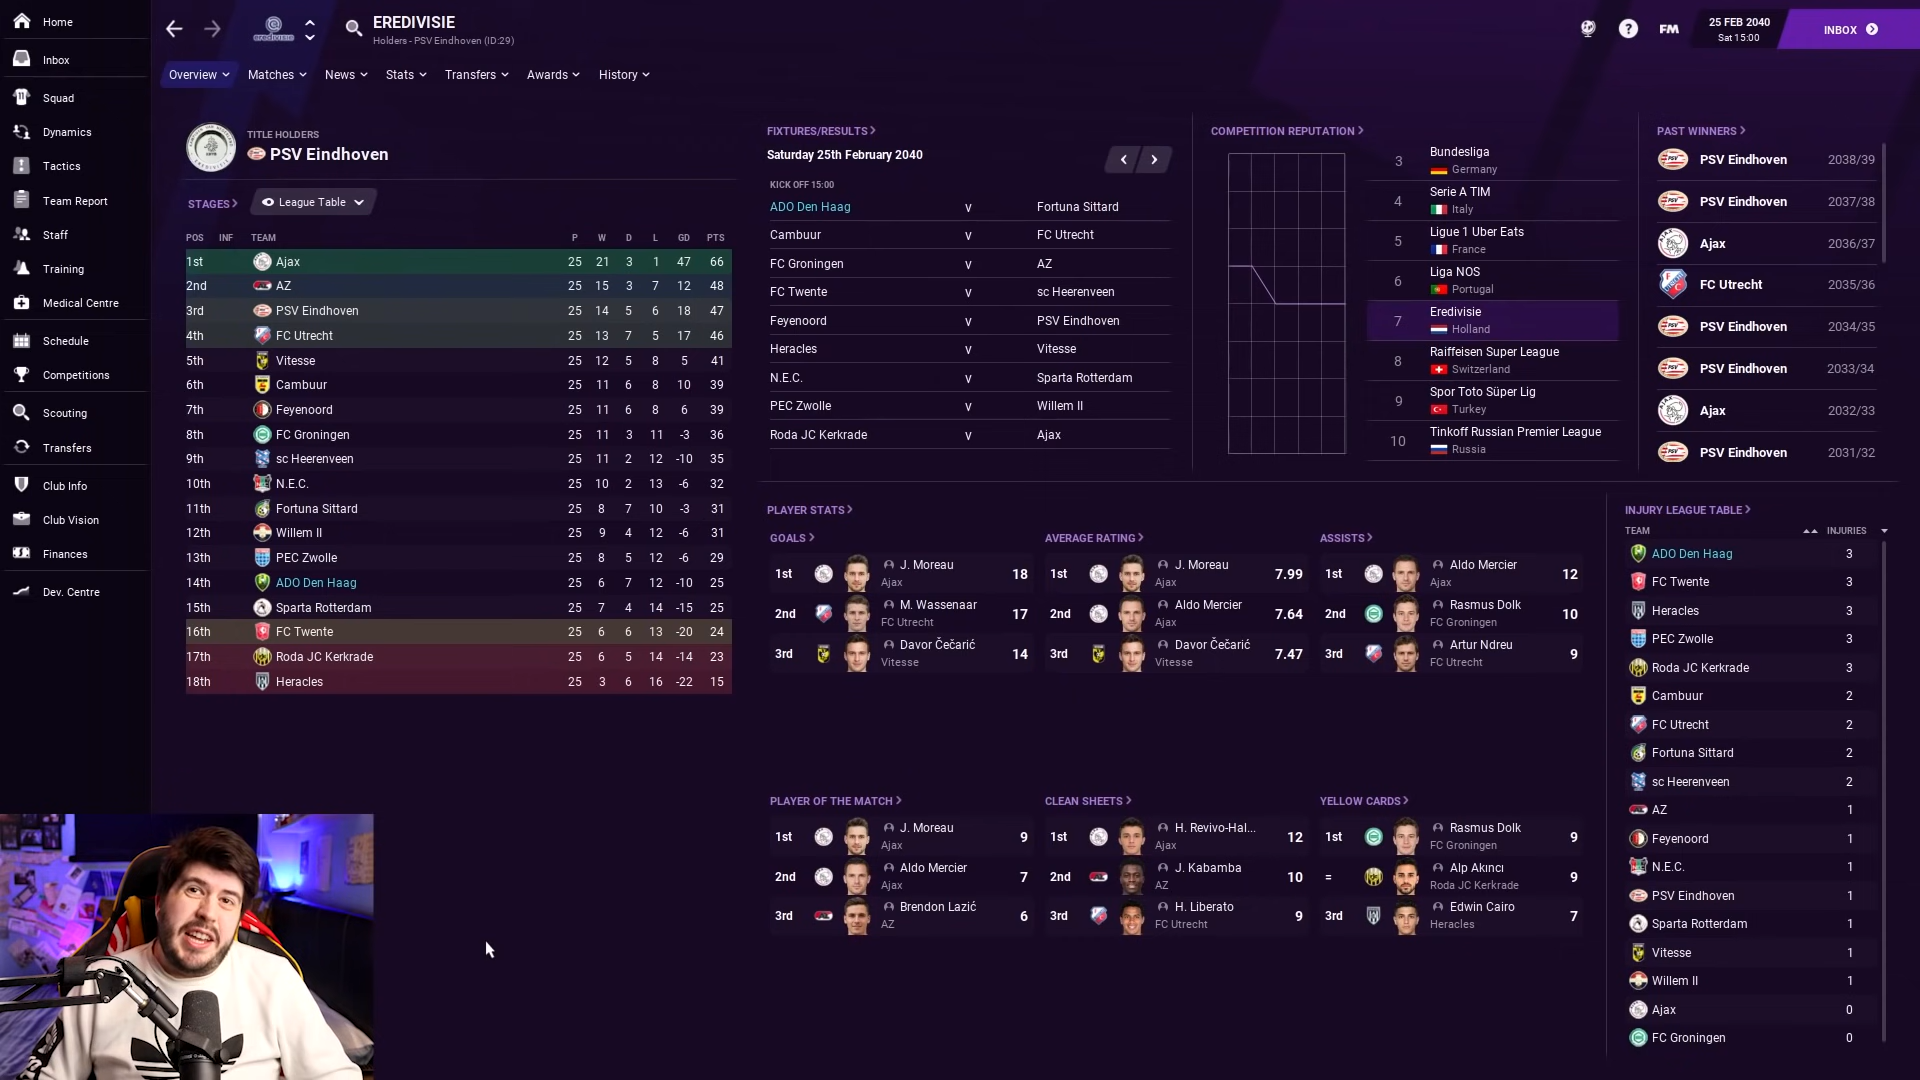 Home
Inbox
Squad
Dynamics
Tactics
Team Report
Staff
Training
Medical Centre
Schedule
Competitions
Scouting
Transfers
Club Info
Club Vision
Finances
Dev. Centre
eredivisie
EREDIVISIE
Holders - PSV Eindhoven (ID:29)
FM
25 FEB 2040
Sat 15:00
INBOX
Overview Matches News Stats Transfers Awards History
TITLE HOLDERS
PSV Eindhoven
STAGES League Table
POS INF TEAM P W D L GD PTS
1st Ajax 25 21 3 1 47 66
2nd AZ 25 15 3 7 12 48
3rd PSV Eindhoven 25 14 5 6 18 47
4th FC Utrecht 25 13 7 5 17 46
5th Vitesse 25 12 5 8 5 41
6th Cambuur 25 11 6 8 10 39
7th Feyenoord 25 11 6 8 6 39
8th FC Groningen 25 11 3 11 -3 36
9th sc Heerenveen 25 11 2 12 -10 35
10th N.E.C. 25 10 2 13 -6 32
11th Fortuna Sittard 25 8 7 10 -3 31
12th Willem II 25 9 4 12 -6 31
13th PEC Zwolle 25 8 5 12 -6 29
14th ADO Den Haag 25 6 7 12 -10 25
15th Sparta Rotterdam 25 7 4 14 -15 25
16th FC Twente 25 6 6 13 -20 24
17th Roda JC Kerkrade 25 6 5 14 -14 23
18th Heracles 25 3 6 16 -22 15
FIXTURES/RESULTS
Saturday 25th February 2040
KICK OFF 15:00
ADO Den Haag v Fortuna Sittard
Cambuur v FC Utrecht
FC Groningen v AZ
FC Twente v sc Heerenveen
Feyenoord v PSV Eindhoven
Heracles v Vitesse
N.E.C. v Sparta Rotterdam
PEC Zwolle v Willem II
Roda JC Kerkrade v Ajax
COMPETITION REPUTATION
3 Bundesliga
Germany
4 Serie A TIM
Italy
5 Ligue 1 Uber Eats
France
6 Liga NOS
Portugal
7 Eredivisie
Holland
8 Raiffeisen Super League
Switzerland
9 Spor Toto Süper Lig
Turkey
10 Tinkoff Russian Premier League
Russia
PAST WINNERS
PSV Eindhoven 2038/39
PSV Eindhoven 2037/38
Ajax 2036/37
FC Utrecht 2035/36
PSV Eindhoven 2034/35
PSV Eindhoven 2033/34
Ajax 2032/33
PSV Eindhoven 2031/32
PLAYER STATS
GOALS
1st J. Moreau 18
Ajax
2nd M. Wassenaar 17
FC Utrecht
3rd Davor Čečarić 14
Vitesse
AVERAGE RATING
1st J. Moreau 7.99
Ajax
2nd Aldo Mercier 7.64
Ajax
3rd Davor Čečarić 7.47
Vitesse
ASSISTS
1st Aldo Mercier 12
Ajax
2nd Rasmus Dolk 10
FC Groningen
3rd Artur Ndreu 9
FC Utrecht
PLAYER OF THE MATCH
1st J. Moreau 9
Ajax
2nd Aldo Mercier 7
Ajax
3rd Brendon Lazić 6
AZ
CLEAN SHEETS
1st H. Revivo-Hal... 12
Ajax
2nd J. Kabamba 10
AZ
3rd H. Liberato 9
FC Utrecht
YELLOW CARDS
1st Rasmus Dolk 9
FC Groningen
= Alp Akıncı 9
Roda JC Kerkrade
3rd Edwin Cairo 7
Heracles
INJURY LEAGUE TABLE
TEAM INJURIES
ADO Den Haag 3
FC Twente 3
Heracles 3
PEC Zwolle 3
Roda JC Kerkrade 3
Cambuur 2
FC Utrecht 2
Fortuna Sittard 2
sc Heerenveen 2
AZ 1
Feyenoord 1
N.E.C. 1
PSV Eindhoven 1
Sparta Rotterdam 1
Vitesse 1
Willem II 1
Ajax 0
FC Groningen 0